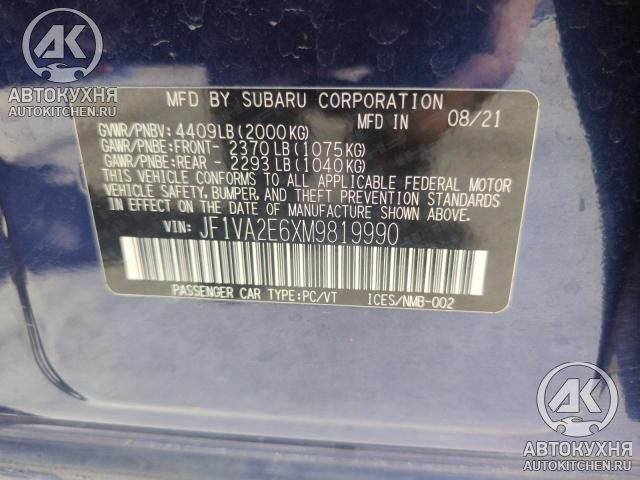 АК
АВТОКУХНЯ
AUTOKITCHEN.RU
MFD BY SUBARU CORPORATION
MFD IN 08/21
GVWR/PNBV: 4409LB(2000KG)
GAWR/PNBE:FRONT- 2370LB(1075KG)
GAWR/PNBE:REAR - 2293LB(1040KG)
THIS VEHICLE CONFORMS TO ALL APPLICABLE FEDERAL MOTOR
VEHICLE SAFETY, BUMPER, AND THEFT PREVENTION STANDARDS
IN EFFECT ON THE DATE OF MANUFACTURE SHOWN ABOVE.
VIN: JF1VA2E6XM9819990
PASSENGER CAR TYPE:PC/VT ICES/NMB-002
АК
АВТОКУХНЯ
AUTOKITCHEN.RU